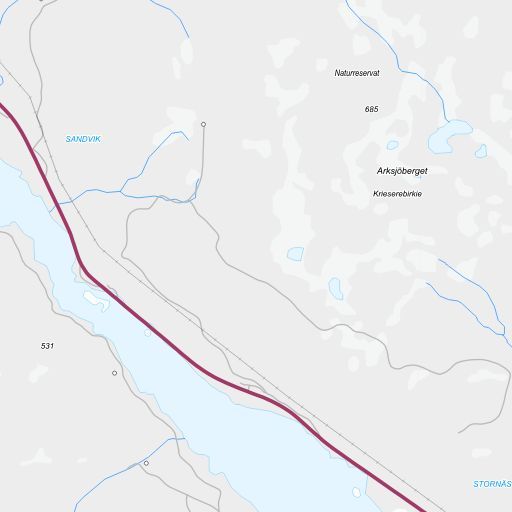 Naturreservat
685
SANDVIK
Arksjöberget
Krieserebirkie
531
STORNÄS